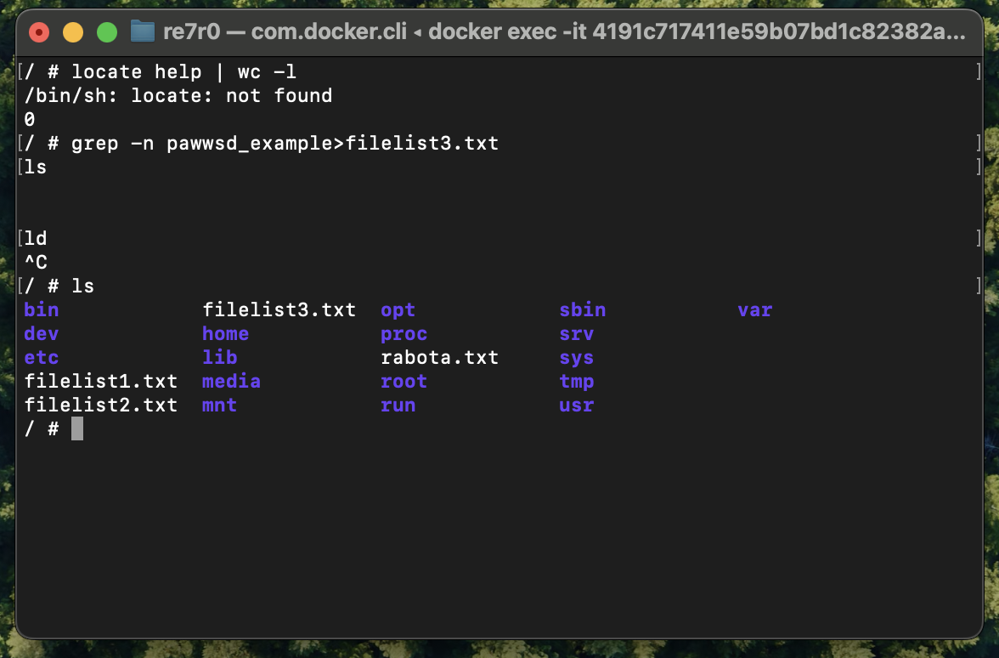 re7r0 — com.docker.cli ◂ docker exec -it 4191c717411e59b07bd1c82382a…
[/ # locate help | wc -l ]
/bin/sh: locate: not found
0
[/ # grep -n pawwsd_example>filelist3.txt ]
[ls ]
[ld ]
^C
[/ # ls ]
bin filelist3.txt opt sbin var
dev home proc srv
etc lib rabota.txt sys
filelist1.txt media root tmp
filelist2.txt mnt run usr
/ #